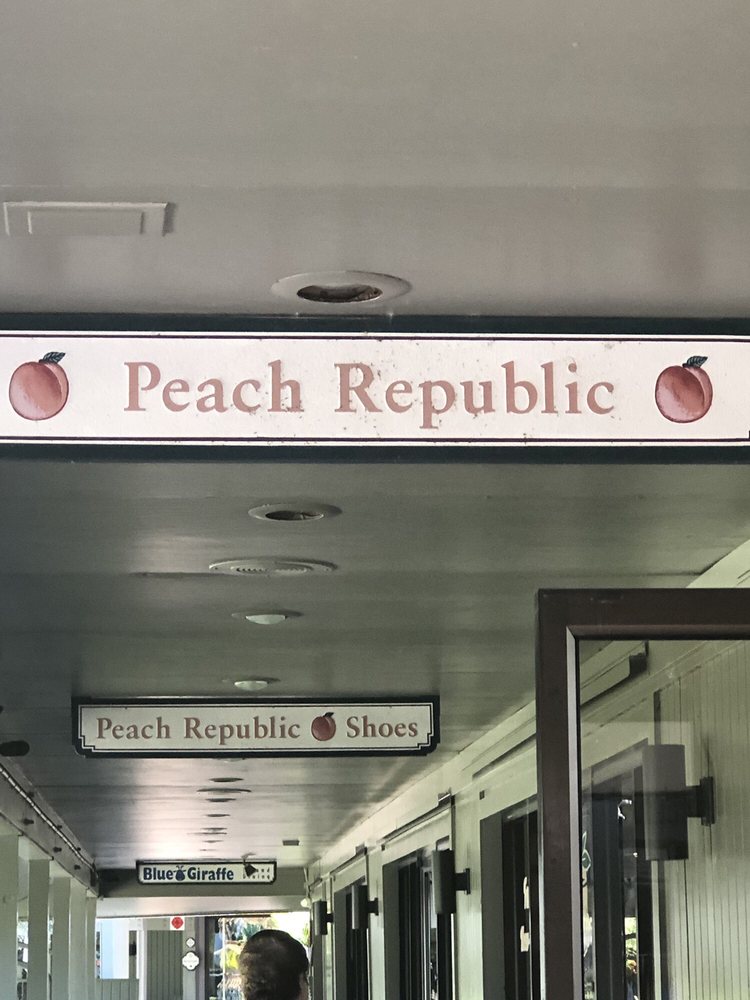 Peach Republic
Peach Republic Shoes
Blue Giraffe